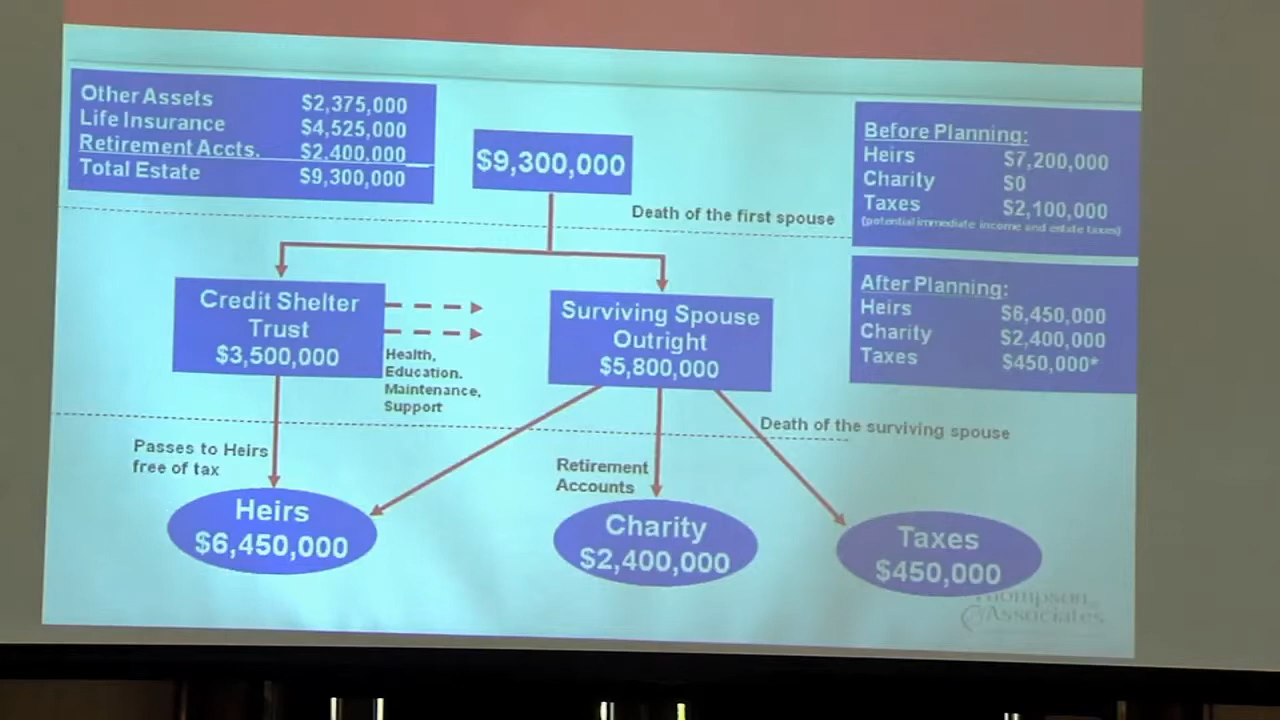 Other Assets $2,375,000
Life Insurance $4,525,000
Retirement Accts. $2,400,000
Total Estate $9,300,000
$9,300,000
Before Planning:
Heirs $7,200,000
Charity $0
Taxes $2,100,000
(potential immediate income and estate taxes)
Death of the first spouse
After Planning:
Heirs $6,450,000
Charity $2,400,000
Taxes $450,000*
Credit Shelter
Trust
$3,500,000
Health,
Education.
Maintenance,
Support
Surviving Spouse
Outright
$5,800,000
Death of the surviving spouse
Passes to Heirs
free of tax
Retirement
Accounts
Heirs
$6,450,000
Charity
$2,400,000
Taxes
$450,000
Thompson
& Associates